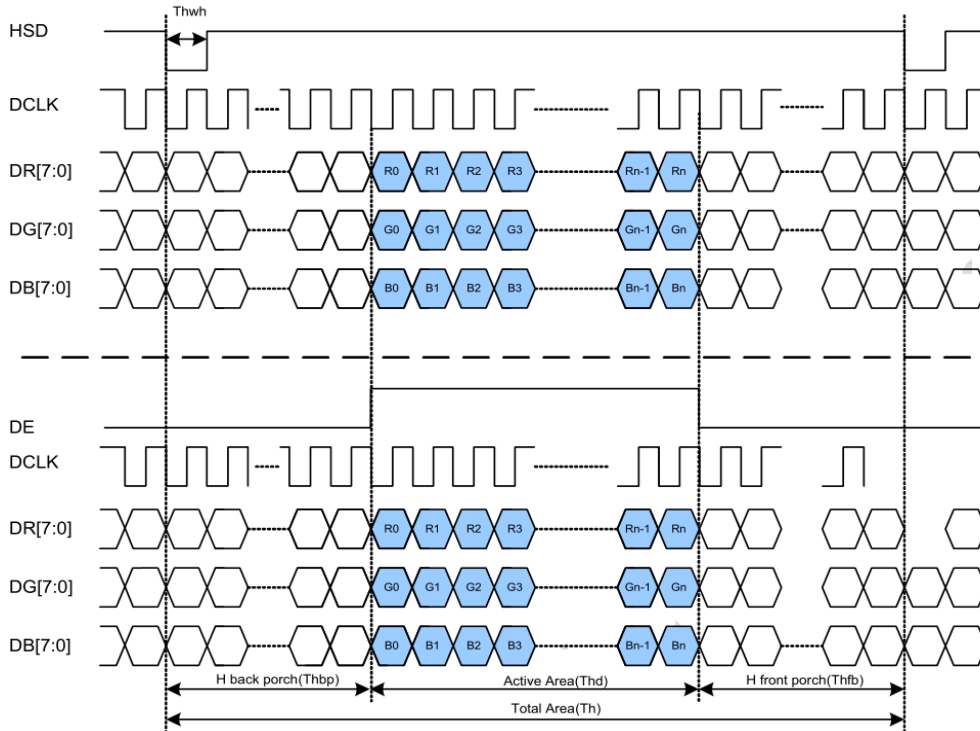 Thwh
HSD
DCLK
DR[7:0] R0 R1 R2 R3 Rn-1 Rn
DG[7:0] G0 G1 G2 G3 Gn-1 Gn
DB[7:0] B0 B1 B2 B3 Bn-1 Bn
DE
DCLK
DR[7:0] R0 R1 R2 R3 Rn-1 Rn
DG[7:0] G0 G1 G2 G3 Gn-1 Gn
DB[7:0] B0 B1 B2 B3 Bn-1 Bn
H back porch(Thbp) Active Area(Thd) H front porch(Thfb)
Total Area(Th)